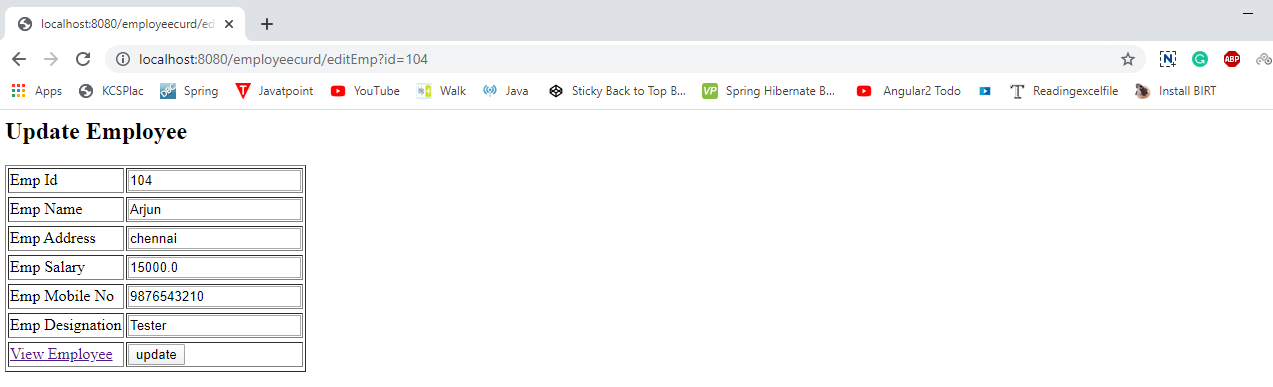 localhost:8080/employeecurd/ed
localhost:8080/employeecurd/editEmp?id=104
Apps KCSPlac Spring Javatpoint YouTube Walk Java Sticky Back to Top B... Spring Hibernate B... Angular2 Todo Readingexcelfile Install BIRT
Update Employee
Emp Id 104
Emp Name Arjun
Emp Address chennai
Emp Salary 15000.0
Emp Mobile No 9876543210
Emp Designation Tester
View Employee update